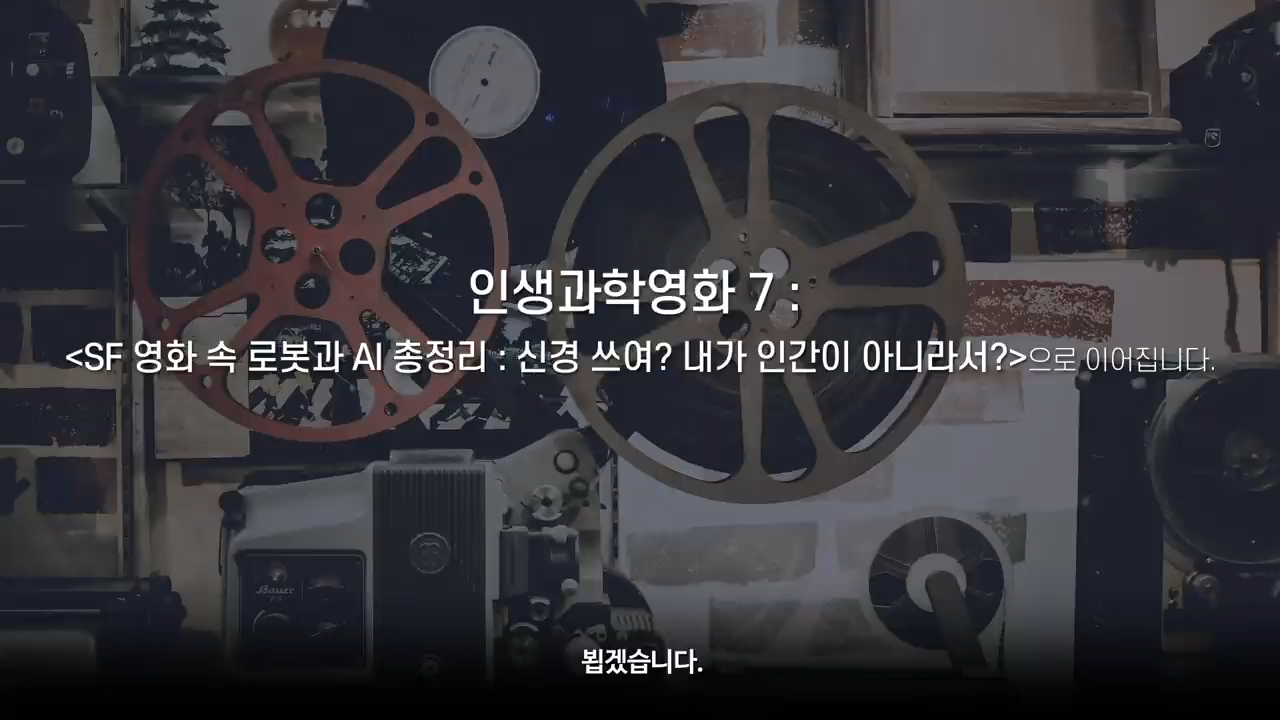 인생과학영화 7 :
<SF 영화 속 로봇과 AI 총정리 : 신경 쓰여? 내가 인간이 아니라서?>으로 이어집니다.
Bauer
뵙겠습니다.